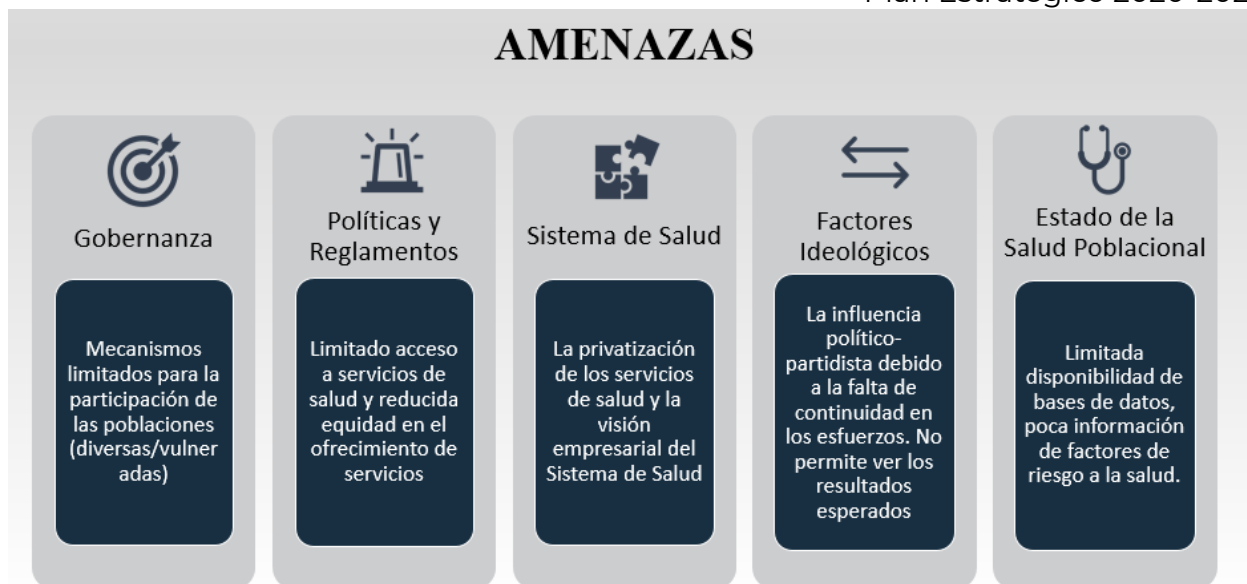 Plan Estratégico 2020-202
AMENAZAS
Gobernanza
Mecanismos
limitados para la
participación de
las poblaciones
(diversas/vulner
adas)
Políticas y
Reglamentos
Limitado acceso
a servicios de
salud y reducida
equidad en el
ofrecimiento de
servicios
Sistema de Salud
La privatización
de los servicios
de salud y la
visión
empresarial del
Sistema de Salud
Factores
Ideológicos
La influencia
político-
partidista debido
a la falta de
continuidad en
los esfuerzos. No
permite ver los
resultados
esperados
Estado de la
Salud Poblacional
Limitada
disponibilidad de
bases de datos,
poca información
de factores de
riesgo a la salud.